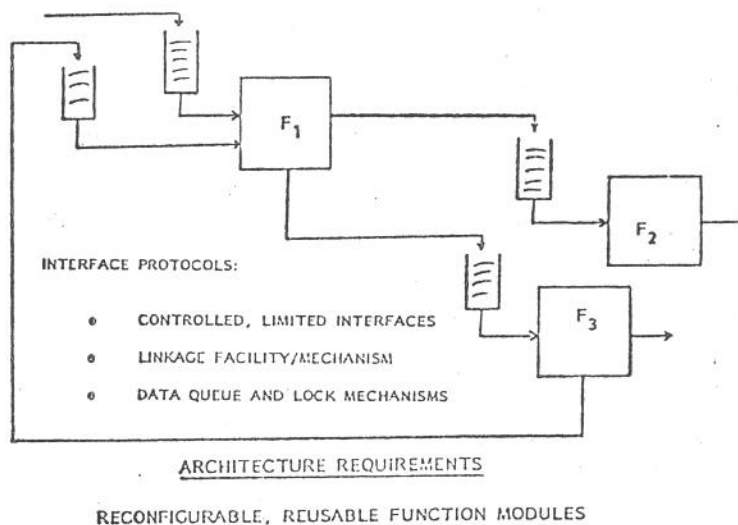 F1
F2
INTERFACE PROTOCOLS:
F3
• CONTROLLED, LIMITED INTERFACES
• LINKAGE FACILITY/MECHANISM
• DATA QUEUE AND LOCK MECHANISMS
ARCHITECTURE REQUIREMENTS
RECONFIGURABLE, REUSABLE FUNCTION MODULES